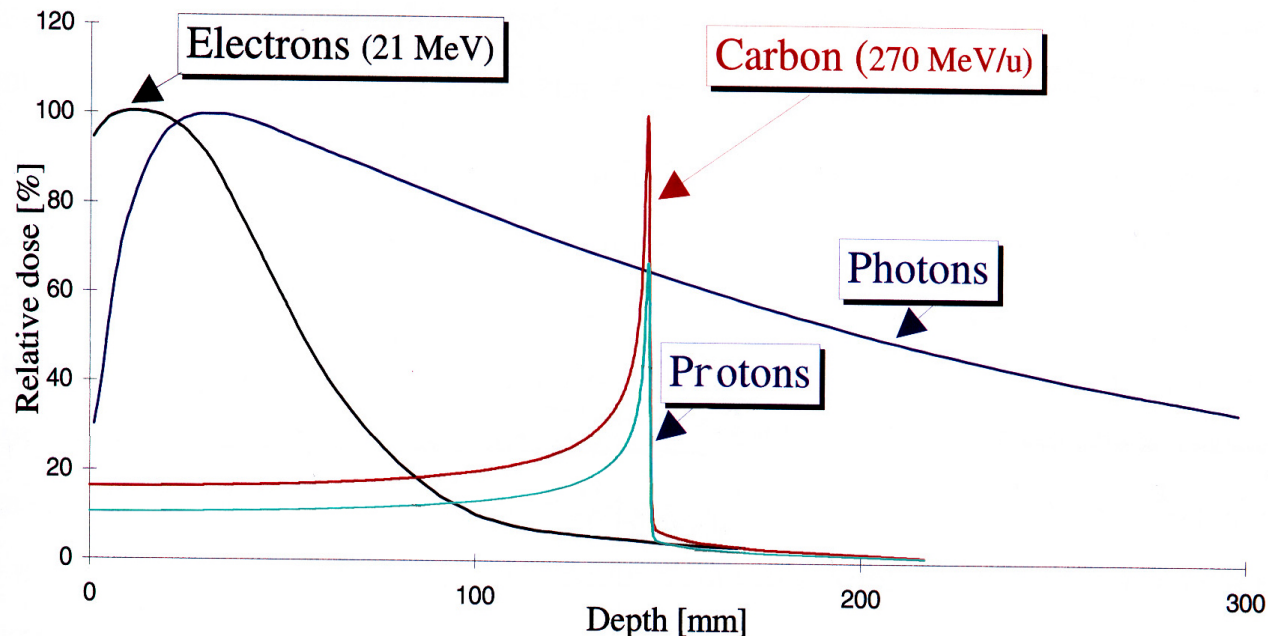 120
100
80
60
40
20
0
Relative dose [%]
Electrons (21 MeV)
Carbon (270 MeV/u)
Photons
Protons
0
100
200
300
Depth [mm]